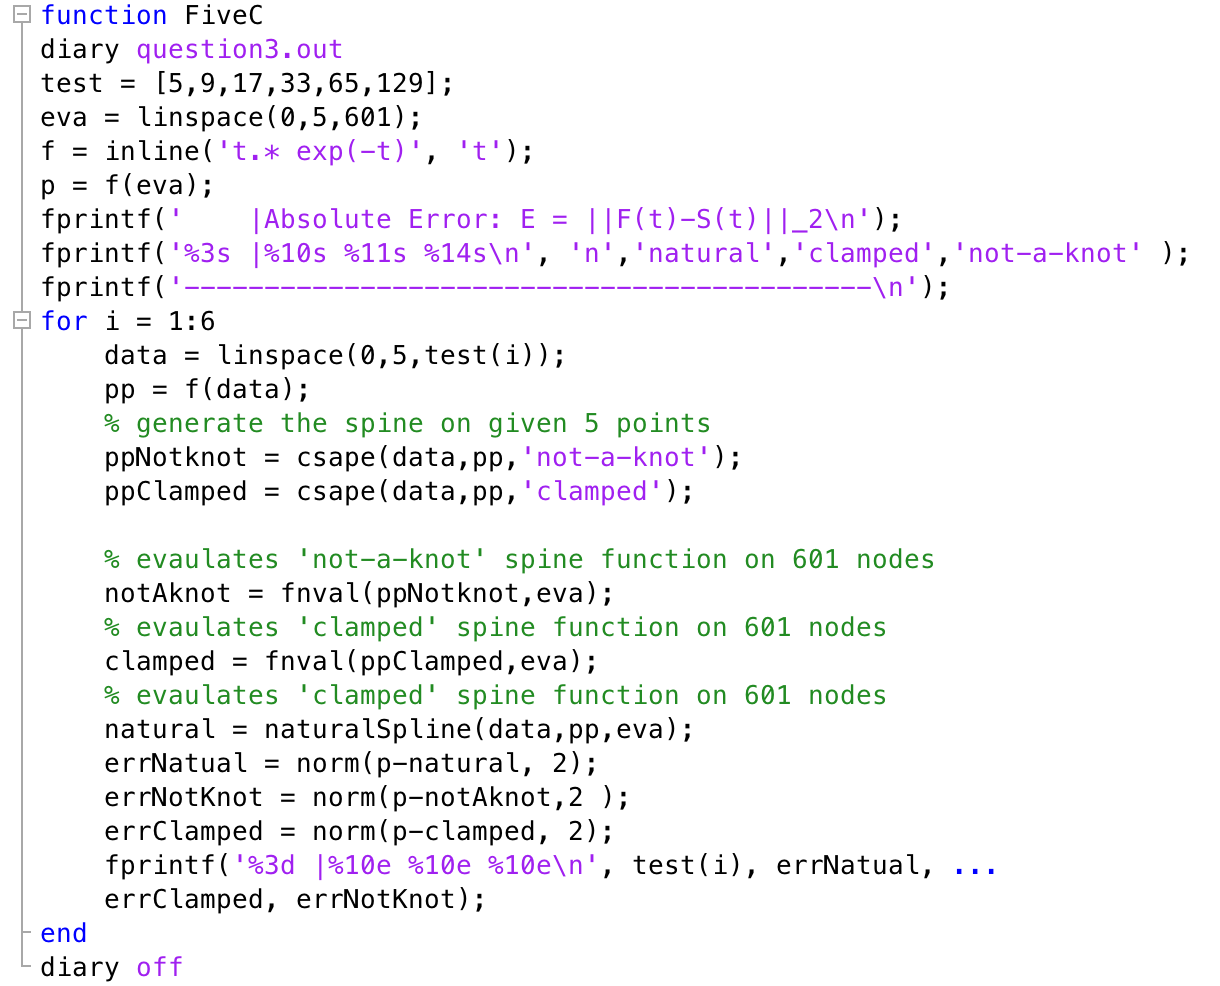 function FiveC
diary question3.out
test = [5,9,17,33,65,129];
eva = linspace(0,5,601);
f = inline('t.* exp(-t)', 't');
p = f(eva);
fprintf('    |Absolute Error: E = ||F(t)-S(t)||_2\n');
fprintf('%3s |%10s %11s %14s\n', 'n','natural','clamped','not-a-knot' );
fprintf('-------------------------------------------\n');
for i = 1:6
    data = linspace(0,5,test(i));
    pp = f(data);
    % generate the spine on given 5 points
    ppNotknot = csape(data,pp,'not-a-knot');
    ppClamped = csape(data,pp,'clamped');

    % evaulates 'not-a-knot' spine function on 601 nodes
    notAknot = fnval(ppNotknot,eva);
    % evaulates 'clamped' spine function on 601 nodes
    clamped = fnval(ppClamped,eva);
    % evaulates 'clamped' spine function on 601 nodes
    natural = naturalSpline(data,pp,eva);
    errNatual = norm(p-natural, 2);
    errNotKnot = norm(p-notAknot,2 );
    errClamped = norm(p-clamped, 2);
    fprintf('%3d |%10e %10e %10e\n', test(i), errNatual, ...
    errClamped, errNotKnot);
end
diary off